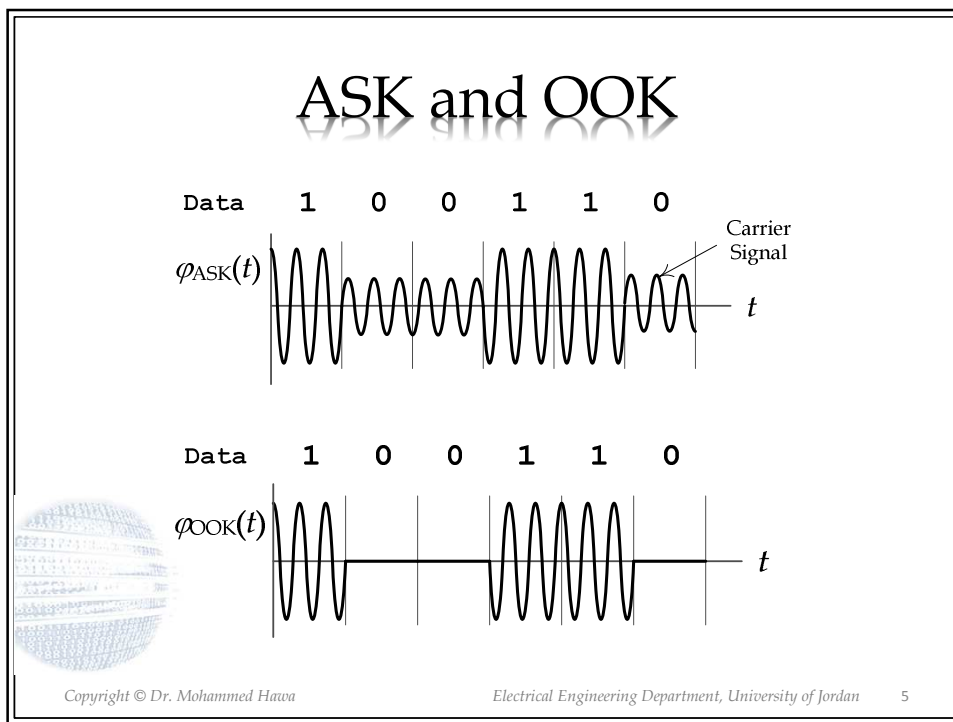 ASK and OOK
Data 1 0 0 1 1 0
Carrier
Signal
φASK(t)
t
Data 1 0 0 1 1 0
φOOK(t)
t
Copyright © Dr. Mohammed Hawa Electrical Engineering Department, University of Jordan 5